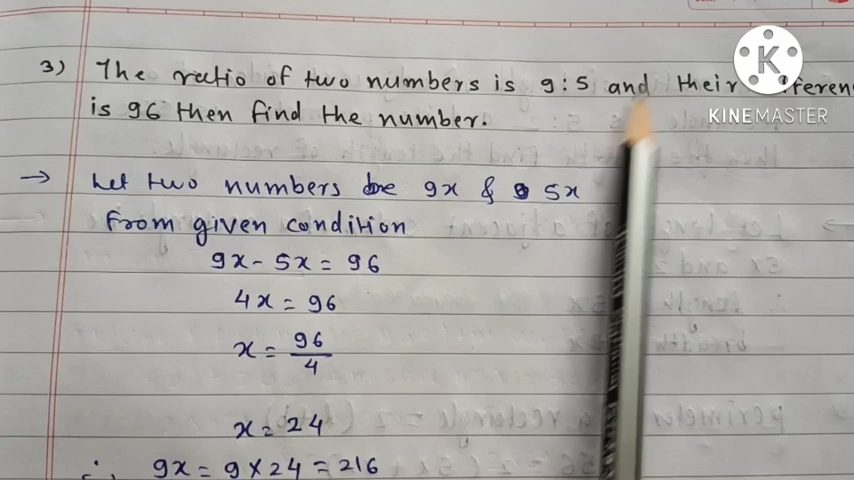 3) The ratio of two numbers is 9:5 and their iferen
is 96 then find the number.
→ Let two numbers be 9x & 5x
From given condition
9x - 5x = 96
4x = 96
x = 96/4
x = 24
∴ 9x = 9 × 24 = 216
KINEMASTER